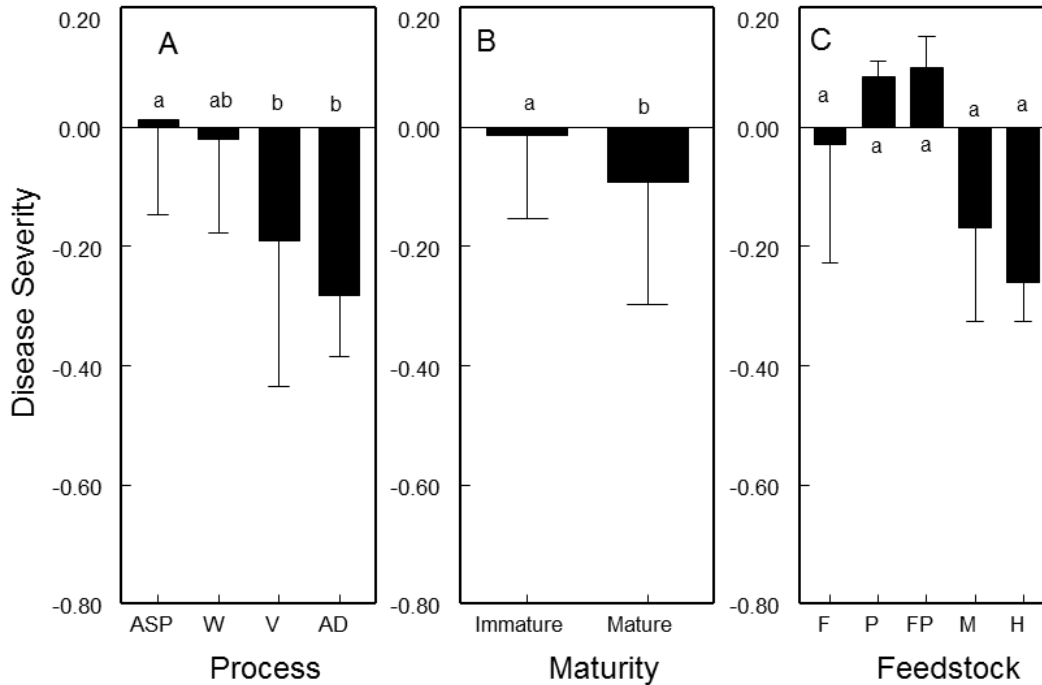 Disease Severity
A
0.20
0.00
-0.20
-0.40
-0.60
-0.80
a ab b b
ASP W V AD
Process
B
0.20
0.00
-0.20
-0.40
-0.60
-0.80
a b
Immature Mature
Maturity
C
0.20
0.00
-0.20
-0.40
-0.60
-0.80
a a a a a
F P FP M H
Feedstock